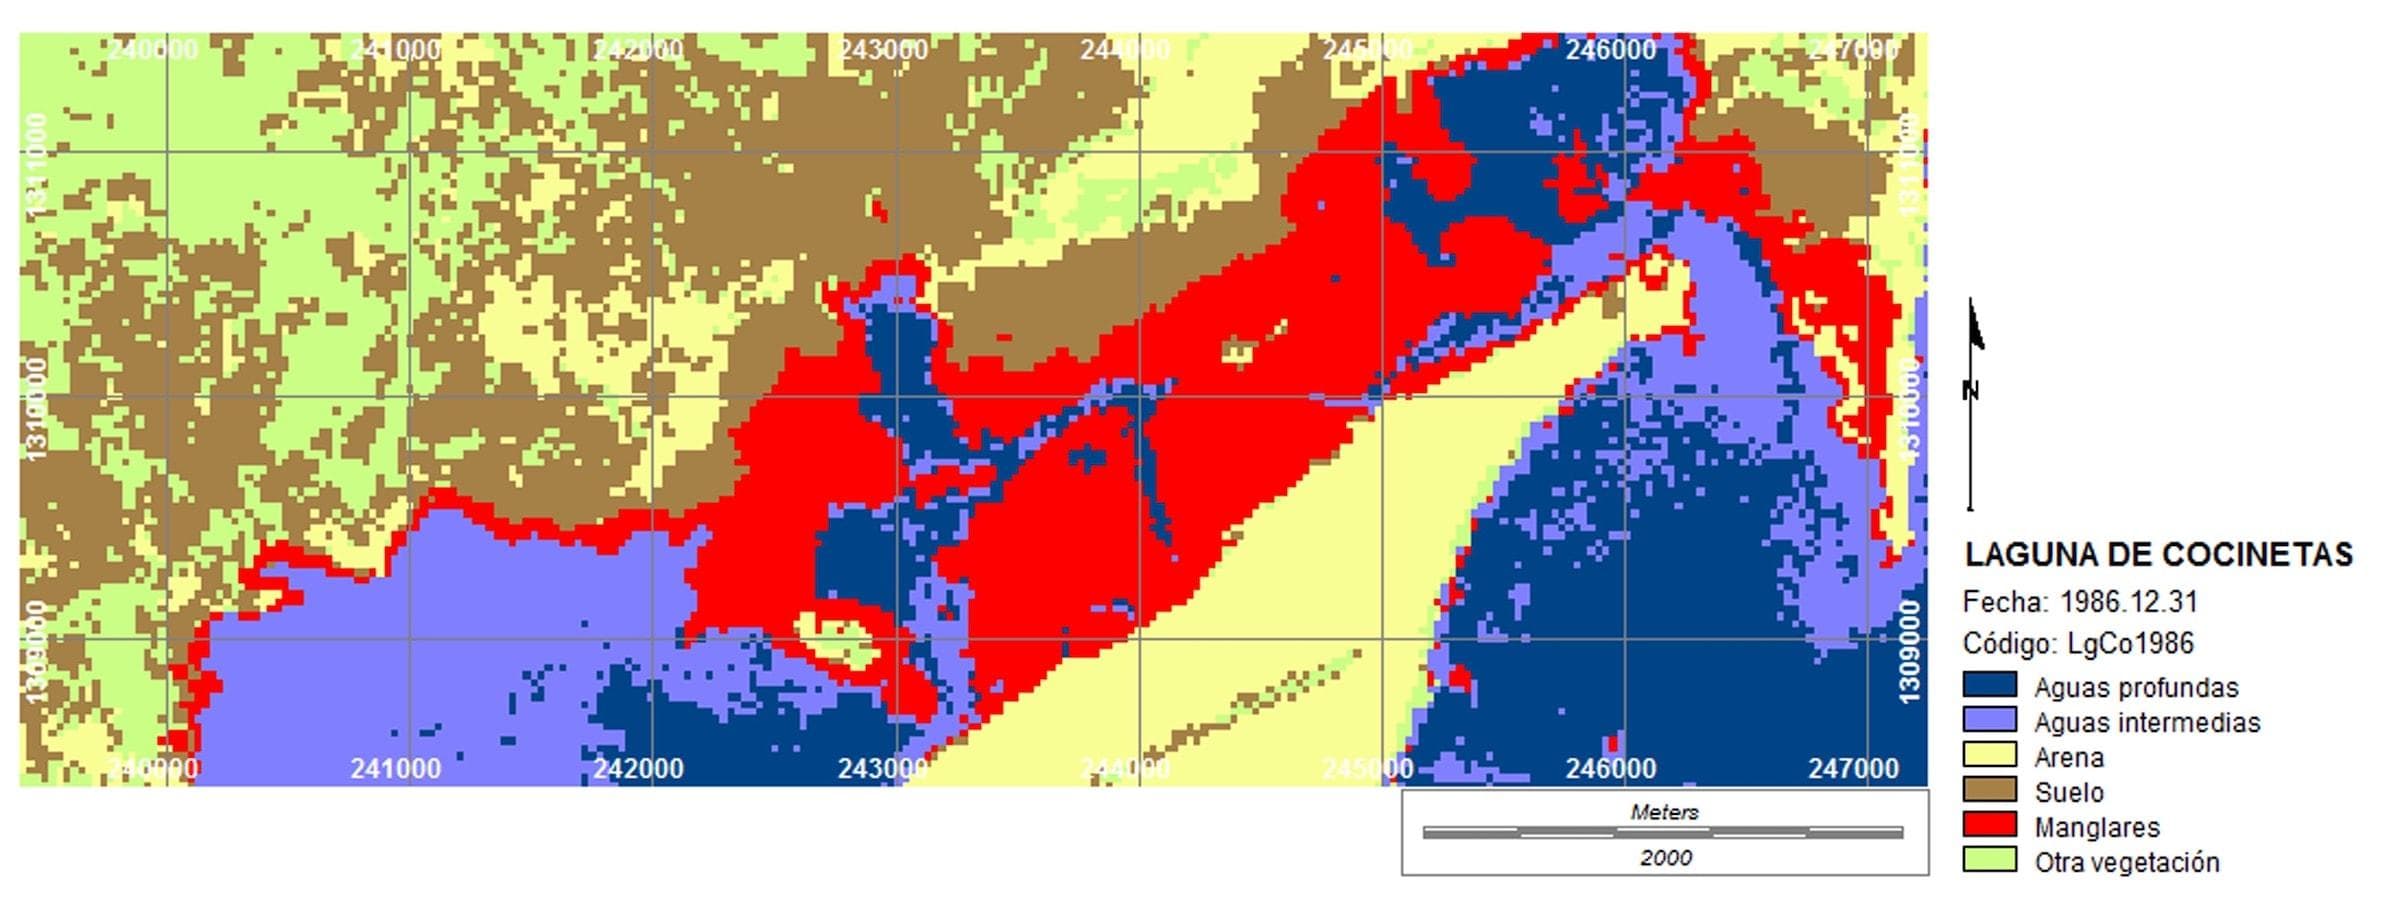 240000 241000 242000 243000 244000 245000 246000 247000
1311000 1311000
1310000 1310000
1309000 1309000
240000 241000 242000 243000 244000 245000 246000 247000
N
LAGUNA DE COCINETAS
Fecha: 1986.12.31
Código: LgCo1986
Aguas profundas
Aguas intermedias
Arena
Suelo
Manglares
Otra vegetación
Meters
2000